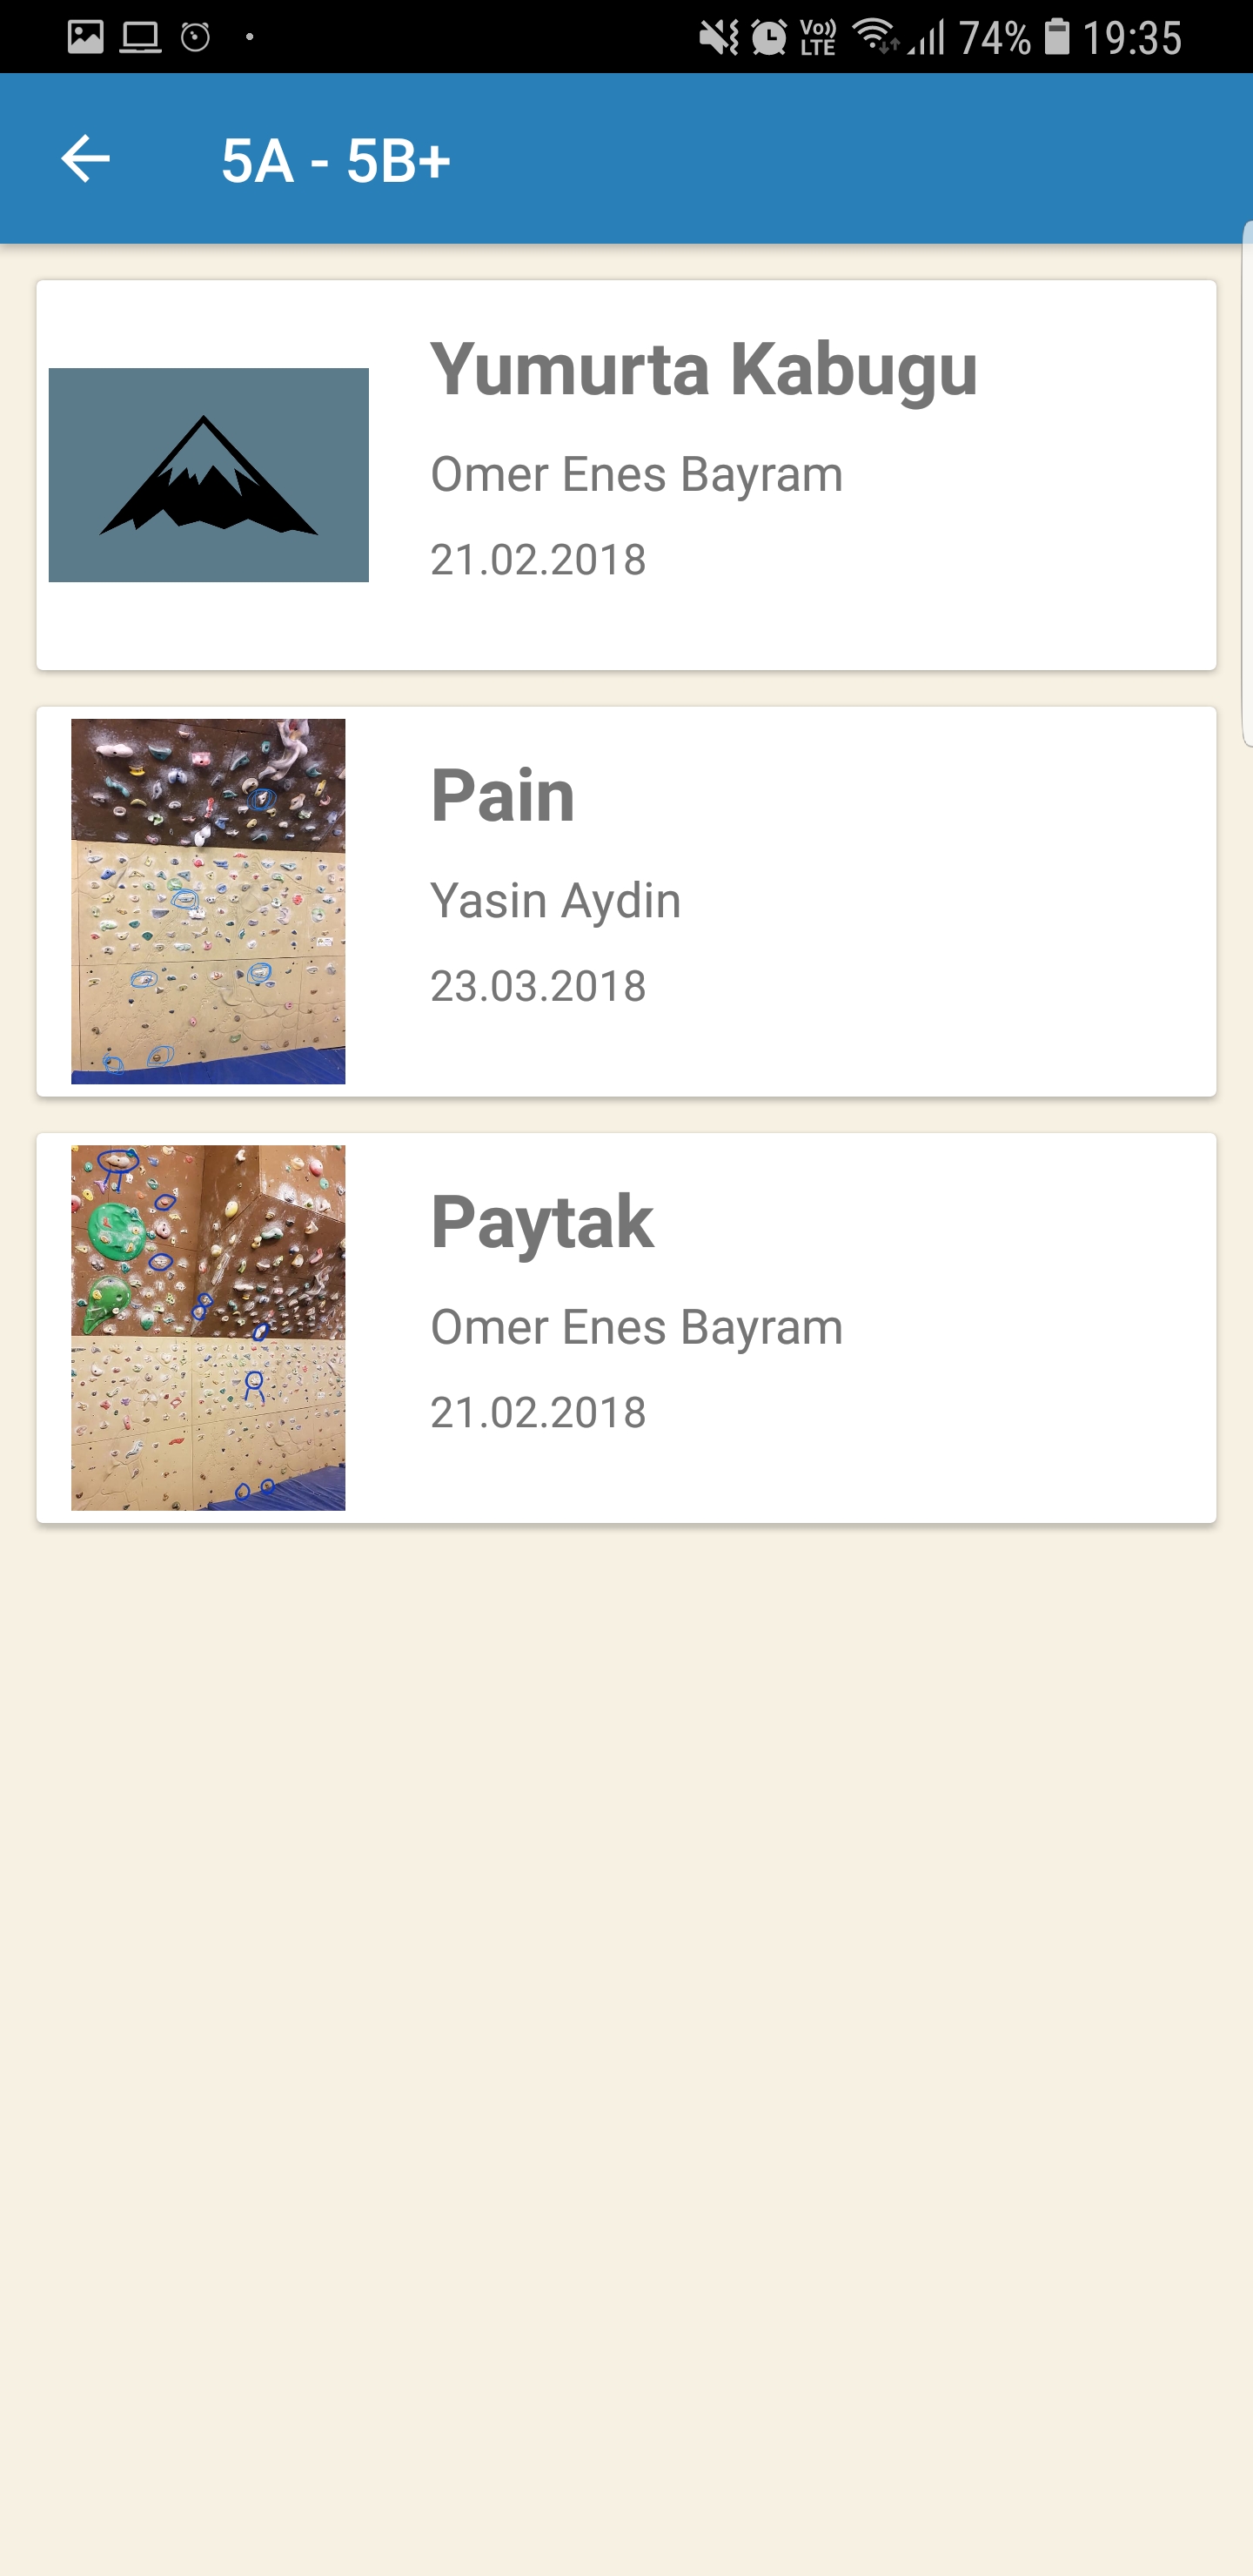 Vo)) LTE 74% 19:35
5A - 5B+
Yumurta Kabugu
Omer Enes Bayram
21.02.2018
Pain
Yasin Aydin
23.03.2018
Paytak
Omer Enes Bayram
21.02.2018